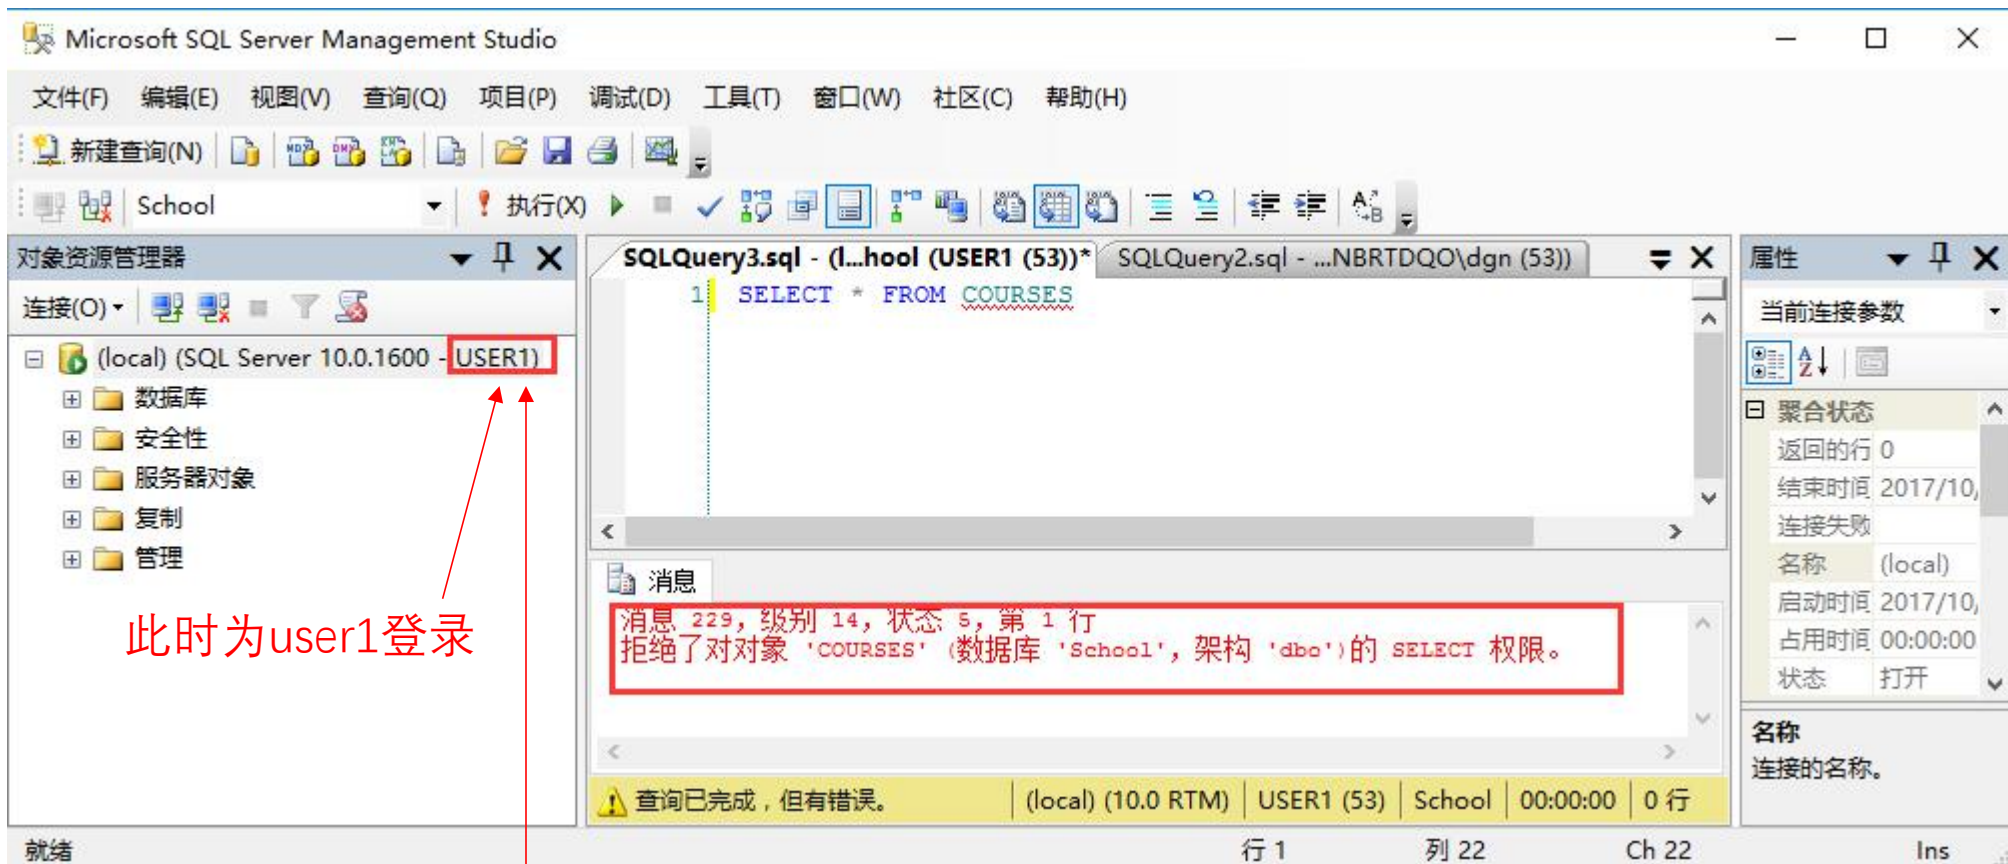 Microsoft SQL Server Management Studio
文件(F) 编辑(E) 视图(V) 查询(Q) 项目(P) 调试(D) 工具(T) 窗口(W) 社区(C) 帮助(H)
新建查询(N)
School 执行(X)
对象资源管理器
连接(O)
(local) (SQL Server 10.0.1600 - USER1)
数据库
安全性
服务器对象
复制
管理
此时为user1登录
SQLQuery3.sql - (l...hool (USER1 (53))* SQLQuery2.sql - ...NBRTDQO\dgn (53))
1 SELECT * FROM COURSES
消息
消息 229，级别 14，状态 5，第 1 行
拒绝了对对象 'COURSES' (数据库 'School'，架构 'dbo')的 SELECT 权限。
查询已完成，但有错误。 (local) (10.0 RTM) USER1 (53) School 00:00:00 0 行
属性
当前连接参数
聚合状态
返回的行 0
结束时间 2017/10/
连接失败
名称 (local)
启动时间 2017/10/
占用时间 00:00:00
状态 打开
名称
连接的名称。
就绪 行 1 列 22 Ch 22 Ins